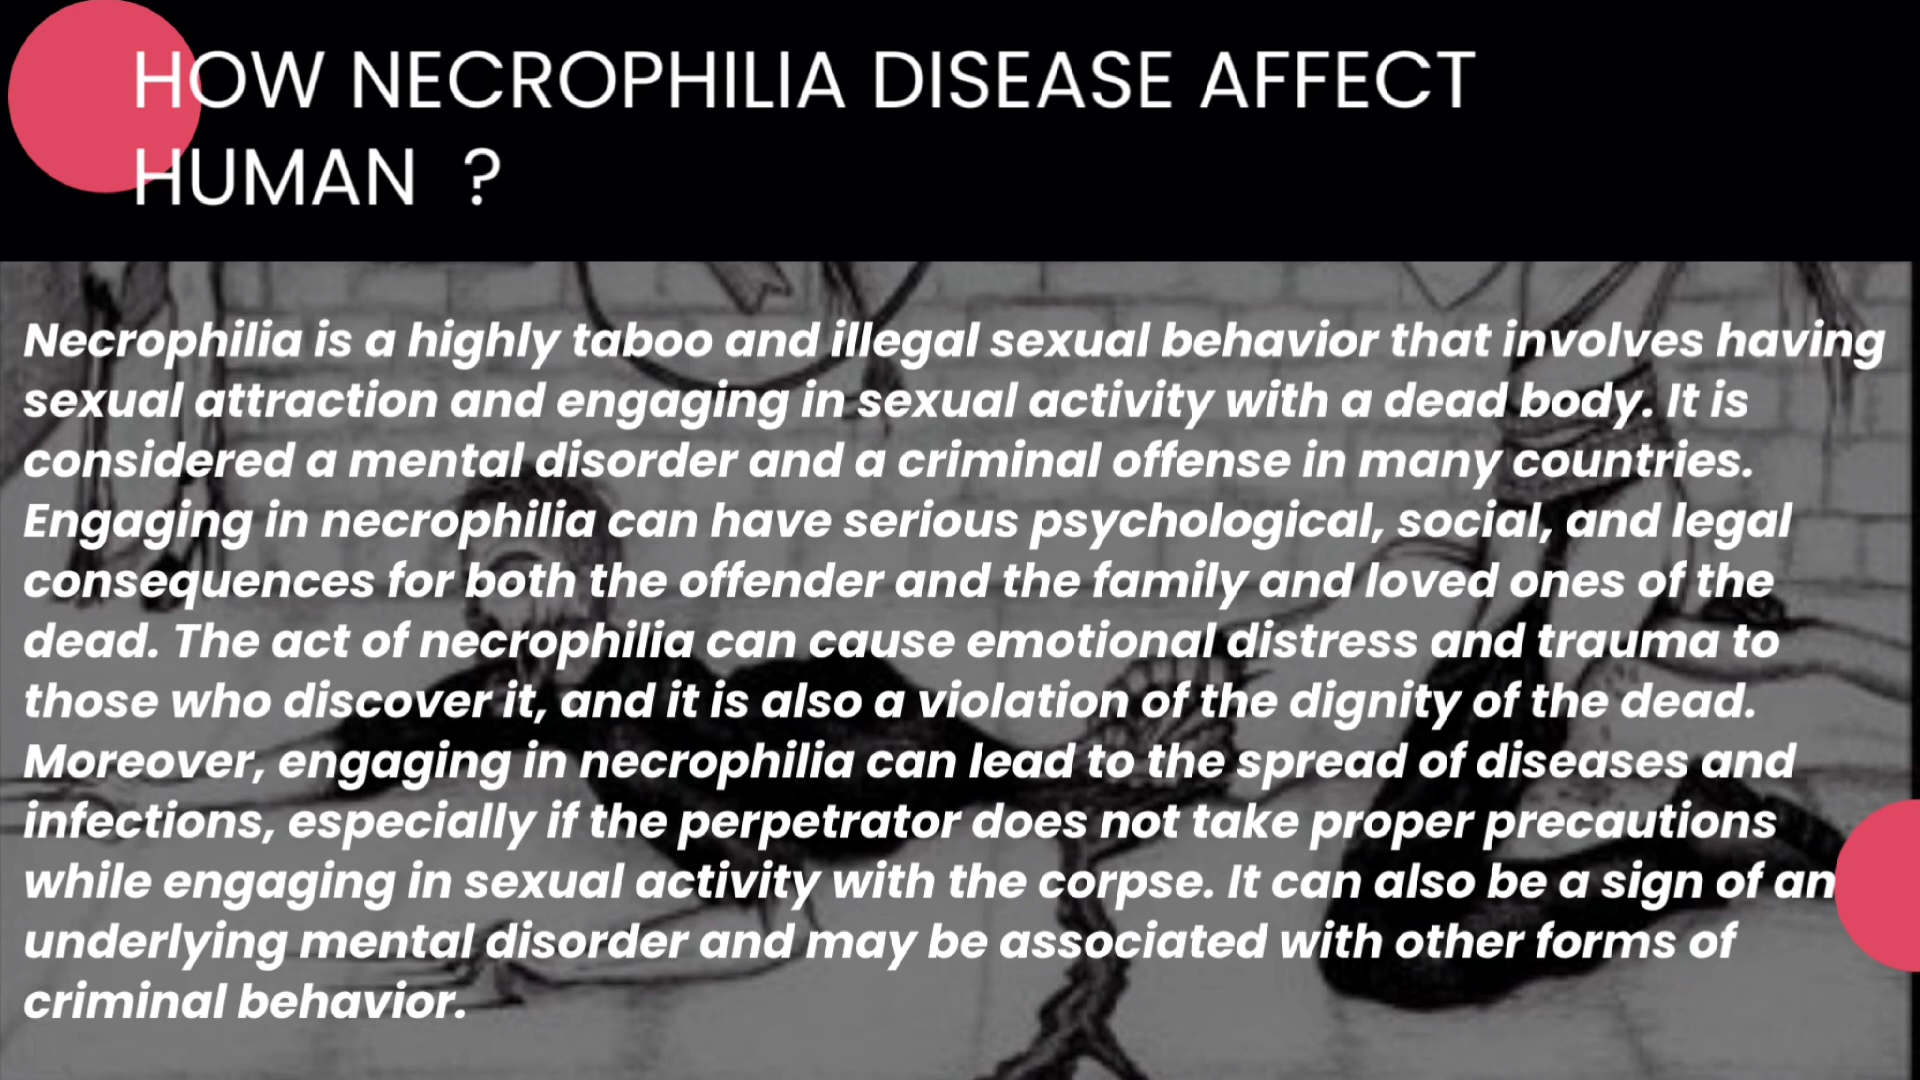 HOW NECROPHILIA DISEASE AFFECT
HUMAN ?
Necrophilia is a highly taboo and illegal sexual behavior that involves having
sexual attraction and engaging in sexual activity with a dead body. It is
considered a mental disorder and a criminal offense in many countries.
Engaging in necrophilia can have serious psychological, social, and legal
consequences for both the offender and the family and loved ones of the
dead. The act of necrophilia can cause emotional distress and trauma to
those who discover it, and it is also a violation of the dignity of the dead.
Moreover, engaging in necrophilia can lead to the spread of diseases and
infections, especially if the perpetrator does not take proper precautions
while engaging in sexual activity with the corpse. It can also be a sign of an
underlying mental disorder and may be associated with other forms of
criminal behavior.